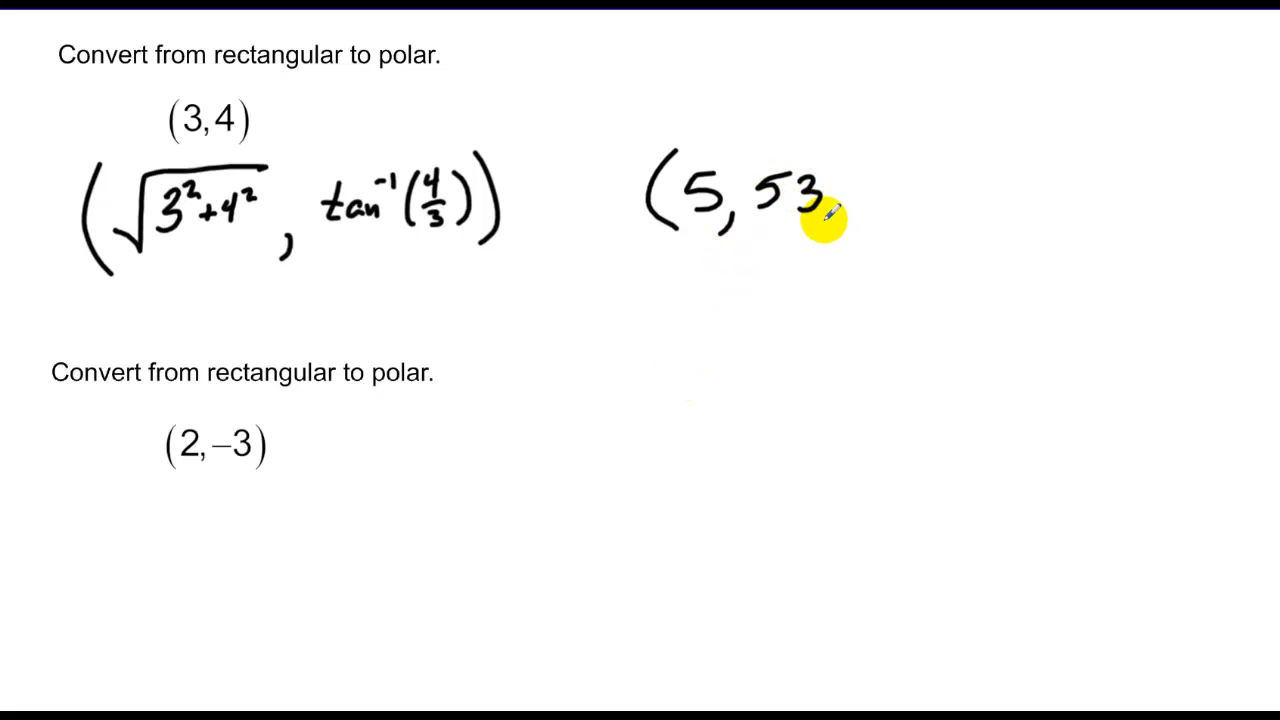 Convert from rectangular to polar.
(3,4)
(√3²+4², tan⁻¹(4/3)) (5, 53
Convert from rectangular to polar.
(2,−3)